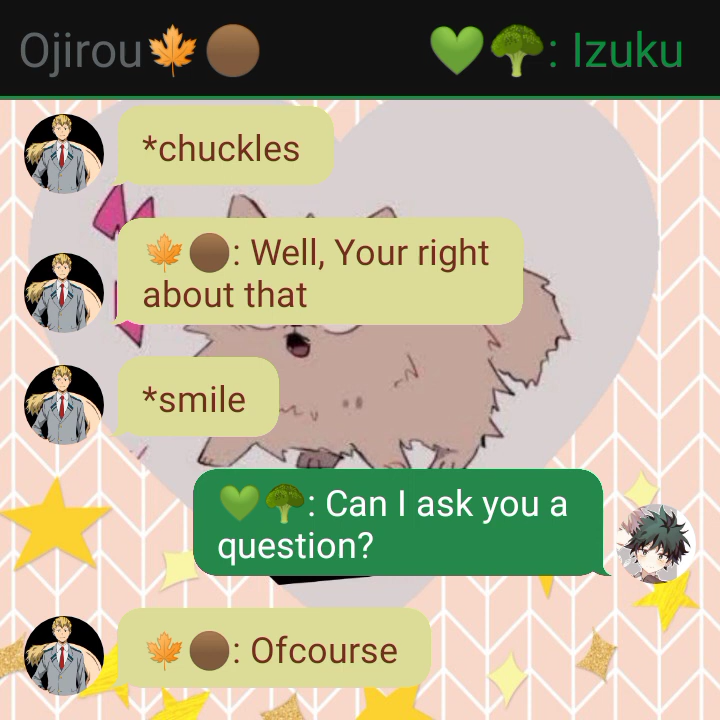 Ojirou🍁🟤 💚🥦: Izuku
*chuckles
🍁🟤: Well, Your right
about that
*smile
💚🥦: Can I ask you a
question?
🍁🟤: Ofcourse